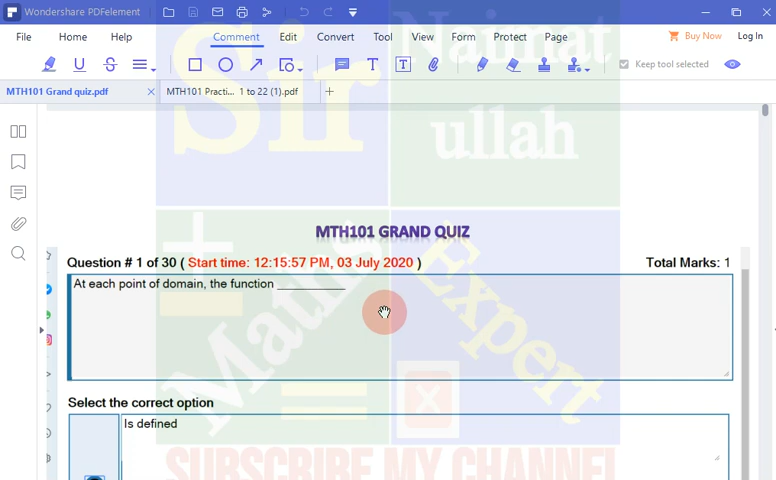 Wondershare PDFelement
File Home Help Comment Edit Convert Tool View Form Protect Page Buy Now Log In
Keep tool selected
MTH101 Grand quiz.pdf MTH101 Practi... 1 to 22 (1).pdf
Sir Naimat
ullah
MTH101 GRAND QUIZ
Question # 1 of 30 ( Start time: 12:15:57 PM, 03 July 2020 ) Total Marks: 1
At each point of domain, the function ____________
Maths Expert
Select the correct option
Is defined
SUBSCRIBE MY CHANNEL